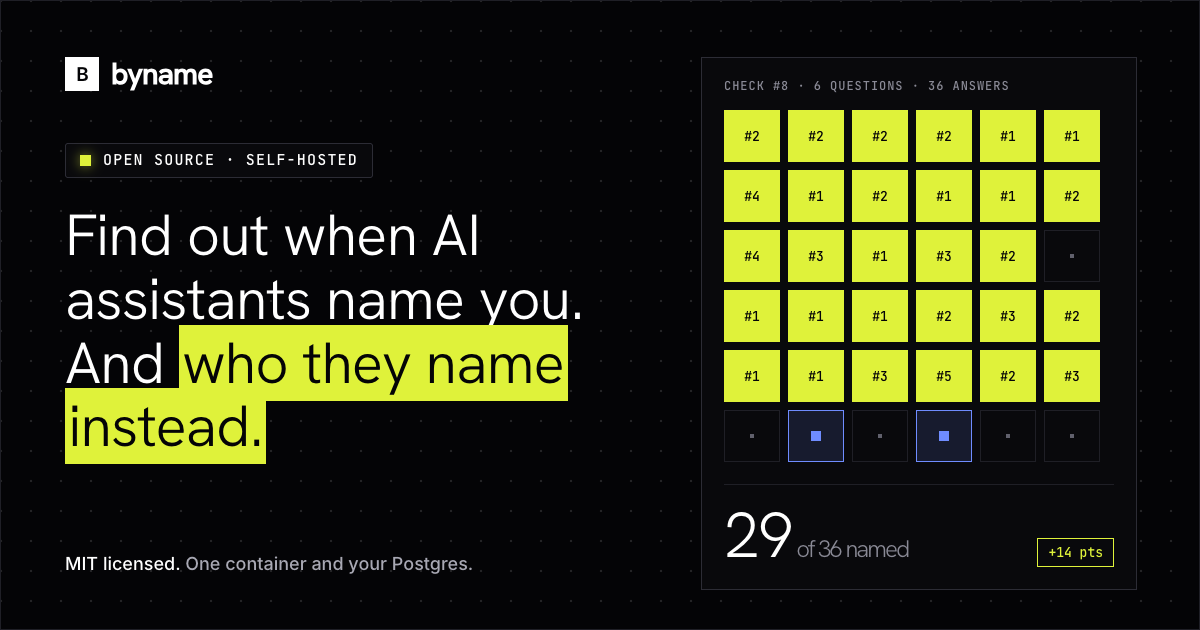 B byname
OPEN SOURCE · SELF-HOSTED
Find out when AI
assistants name you.
And who they name
instead.
MIT licensed. One container and your Postgres.
CHECK #8 · 6 QUESTIONS · 36 ANSWERS
#2 #2 #2 #2 #1 #1
#4 #1 #2 #1 #1 #2
#4 #3 #1 #3 #2
#1 #1 #1 #2 #3 #2
#1 #1 #3 #5 #2 #3
29 of 36 named
+14 pts